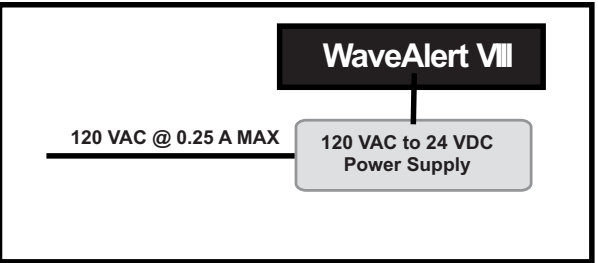 WaveAlert VIII
120 VAC @ 0.25 A MAX
120 VAC to 24 VDC
Power Supply